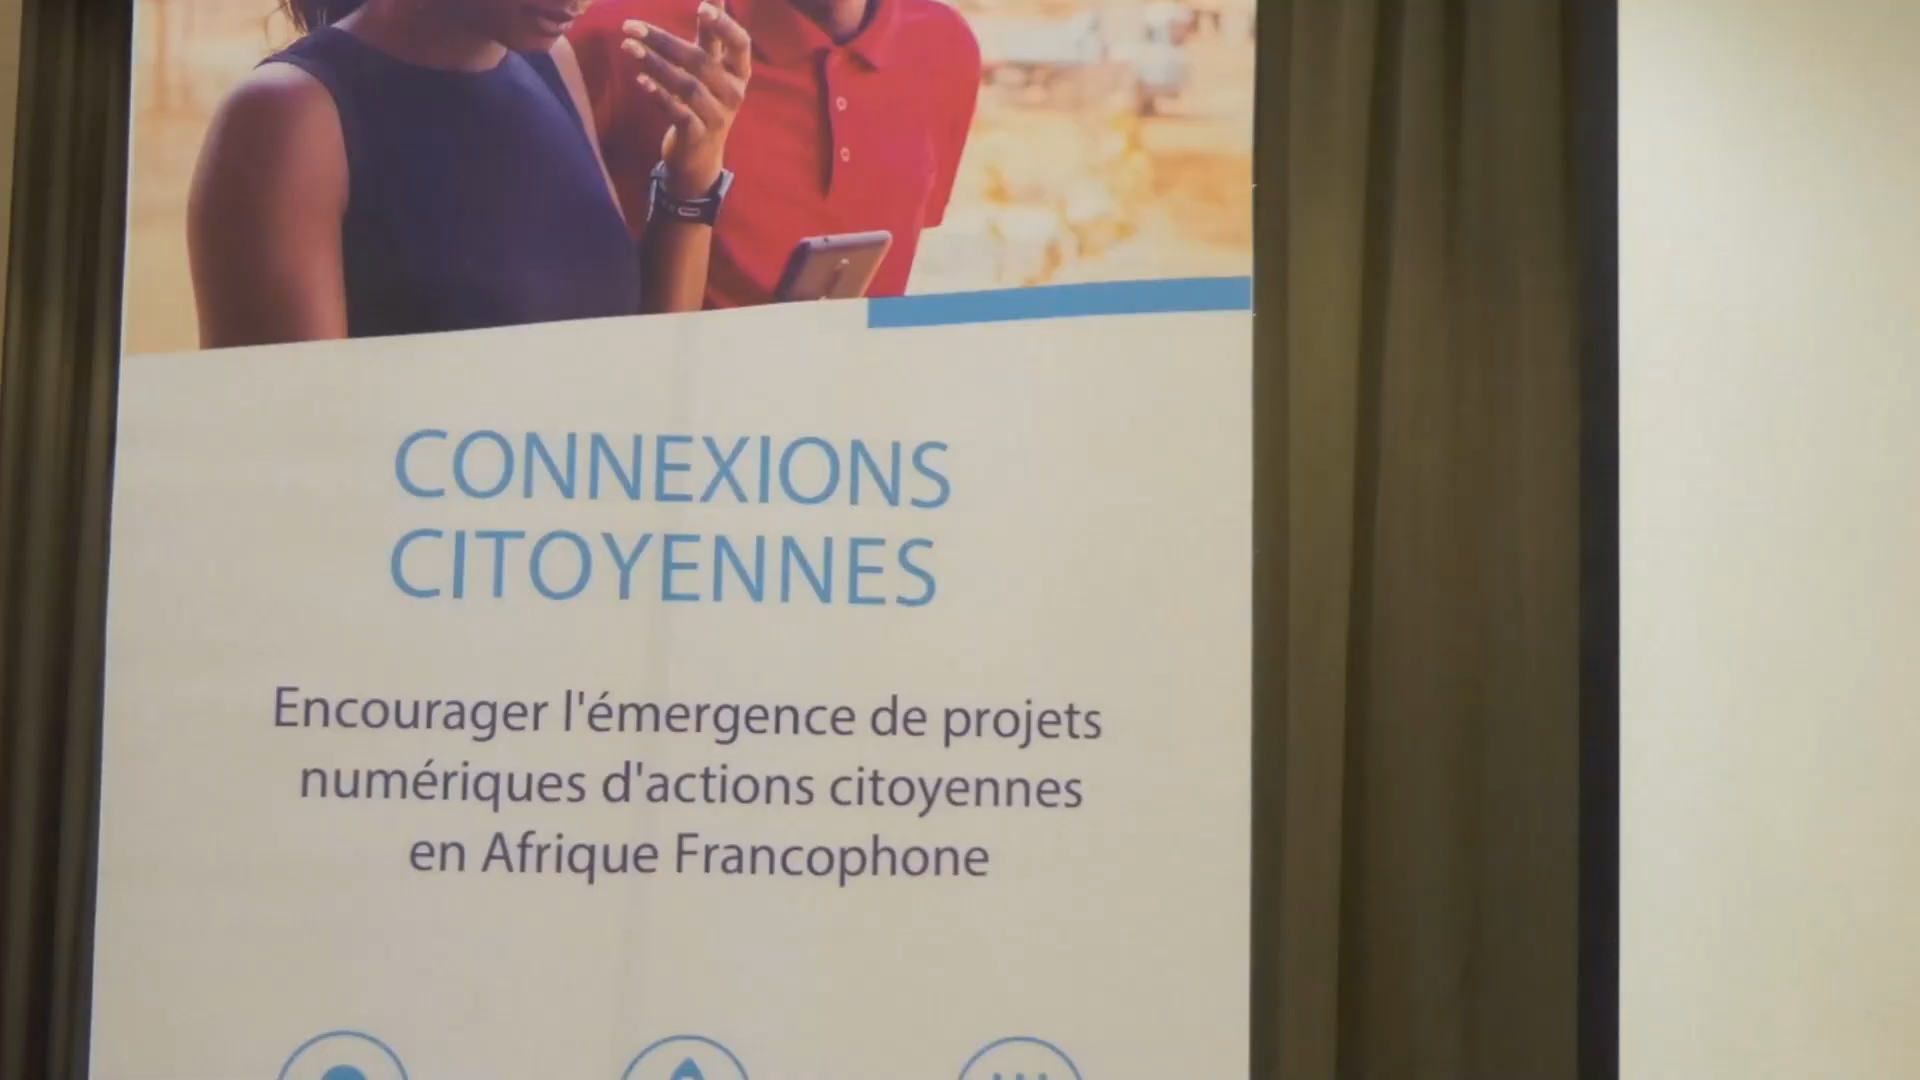 CONNEXIONS
CITOYENNES
Encourager l'émergence de projets
numériques d'actions citoyennes
en Afrique Francophone